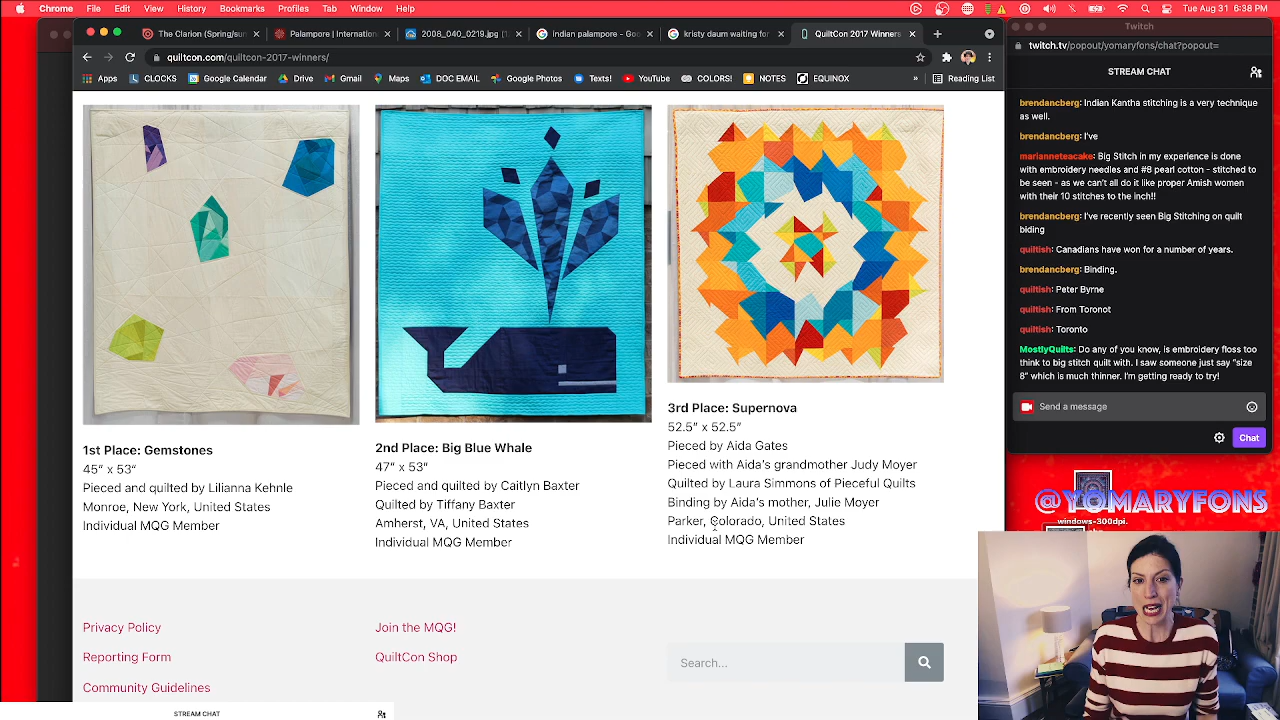 Chrome File Edit View History Bookmarks Profiles Tab Window Help
Tue Aug 31 6:38 PM
The Clarion (Spring/sun
Palampore | Internationa
2008_040_0219.jpg (1
Indian palampore - Goo
kristy daum waiting for
QuiltCon 2017 Winners
quiltcon.com/quiltcon-2017-winners/
Apps CLOCKS Google Calendar Drive Gmail Maps DOC EMAIL Google Photos Texts! YouTube COLORS! NOTES EQUINOX » Reading List
1st Place: Gemstones
45” x 53”
Pieced and quilted by Lilianna Kehnle
Monroe, New York, United States
Individual MQG Member
2nd Place: Big Blue Whale
47” x 53”
Pieced and quilted by Caitlyn Baxter
Quilted by Tiffany Baxter
Amherst, VA, United States
Individual MQG Member
3rd Place: Supernova
52.5” x 52.5”
Pieced by Aida Gates
Pieced with Aida’s grandmother Judy Moyer
Quilted by Laura Simmons of Pieceful Quilts
Binding by Aida’s mother, Julie Moyer
Parker, Colorado, United States
Individual MQG Member
Privacy Policy
Reporting Form
Community Guidelines
Join the MQG!
QuiltCon Shop
Search...
STREAM CHAT
Twitch
twitch.tv/popout/yomaryfons/chat?popout=
STREAM CHAT
brendancberg: Indian Kantha stitching is a very technique
as well.
brendancberg: I've
marianneteacake: Big Stitch in my experience is done
with embroidery needles and #8 pearl cotton - stitched to
be seen - as we can't all do it like proper Amish women
with their 10 stitches to the inch!!
brendancberg: I've recently seen Big Stitching on quilt
biding
quiltish: Canadians have won for a number of years.
brendancberg: Binding.
quiltish: Peter Byrne
quiltish: From Toronot
quiltish: Toronto
MostlyQuilts: Do any of you know, is embroidery floss too
think to big stitch quilt with. I saw someone just say “size
8” which is much thinner. I'm getting ready to try!
Send a message
Chat
@YOMARYFONS
windows-300dpi.